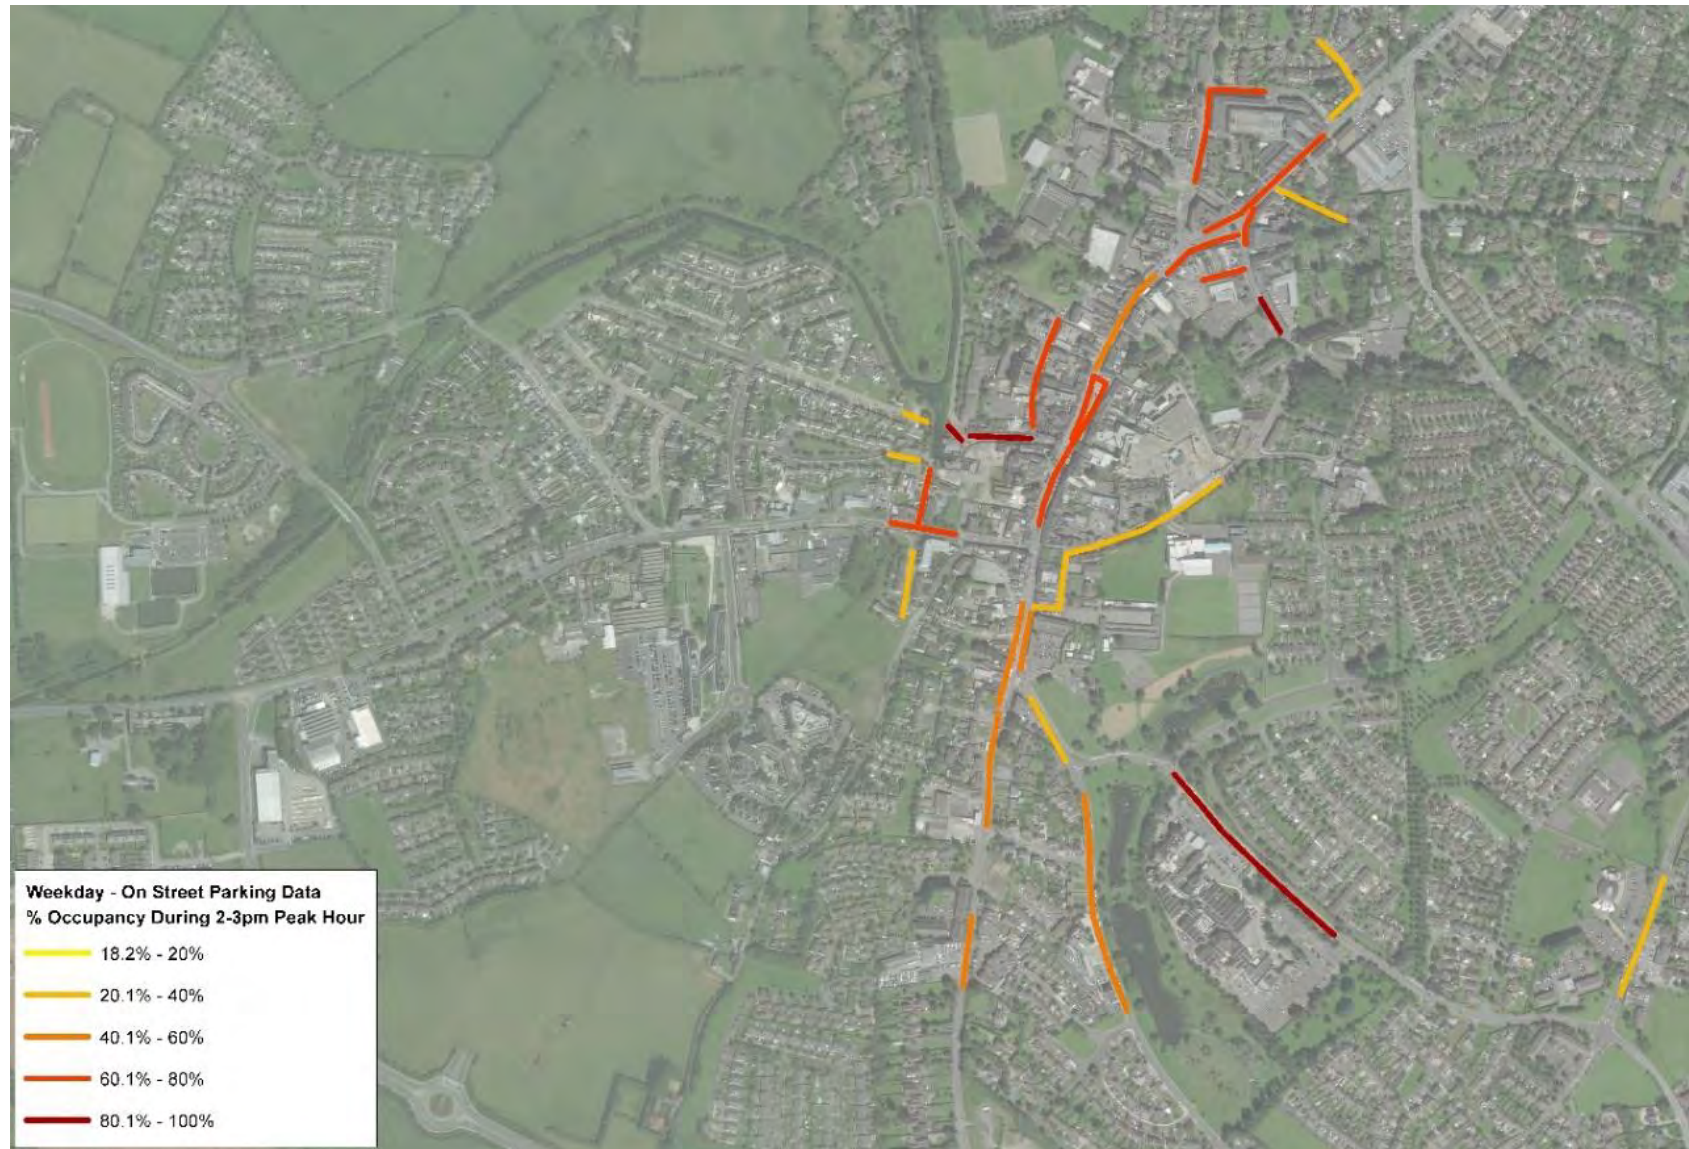 Weekday - On Street Parking Data
% Occupancy During 2-3pm Peak Hour
18.2% - 20%
20.1% - 40%
40.1% - 60%
60.1% - 80%
80.1% - 100%